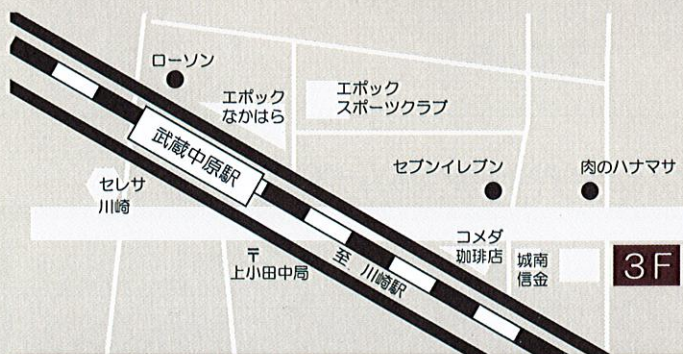 ローソン
エポック
なかはら
エポック
スポーツクラブ
武蔵中原駅
セブンイレブン
肉のハナマサ
セレサ
川崎
コメダ
珈琲店
城南
信金
3F
〒
上小田中局
至 川崎駅